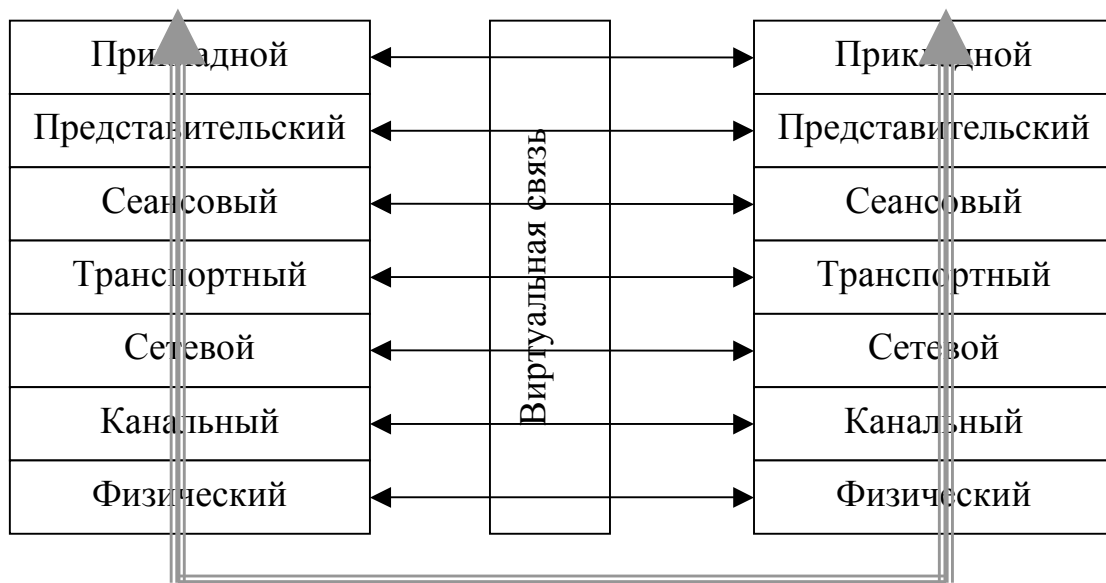 Прикладной
Представительский
Сеансовый
Транспортный
Сетевой
Канальный
Физический
Виртуальная связь
Прикладной
Представительский
Сеансовый
Транспортный
Сетевой
Канальный
Физический